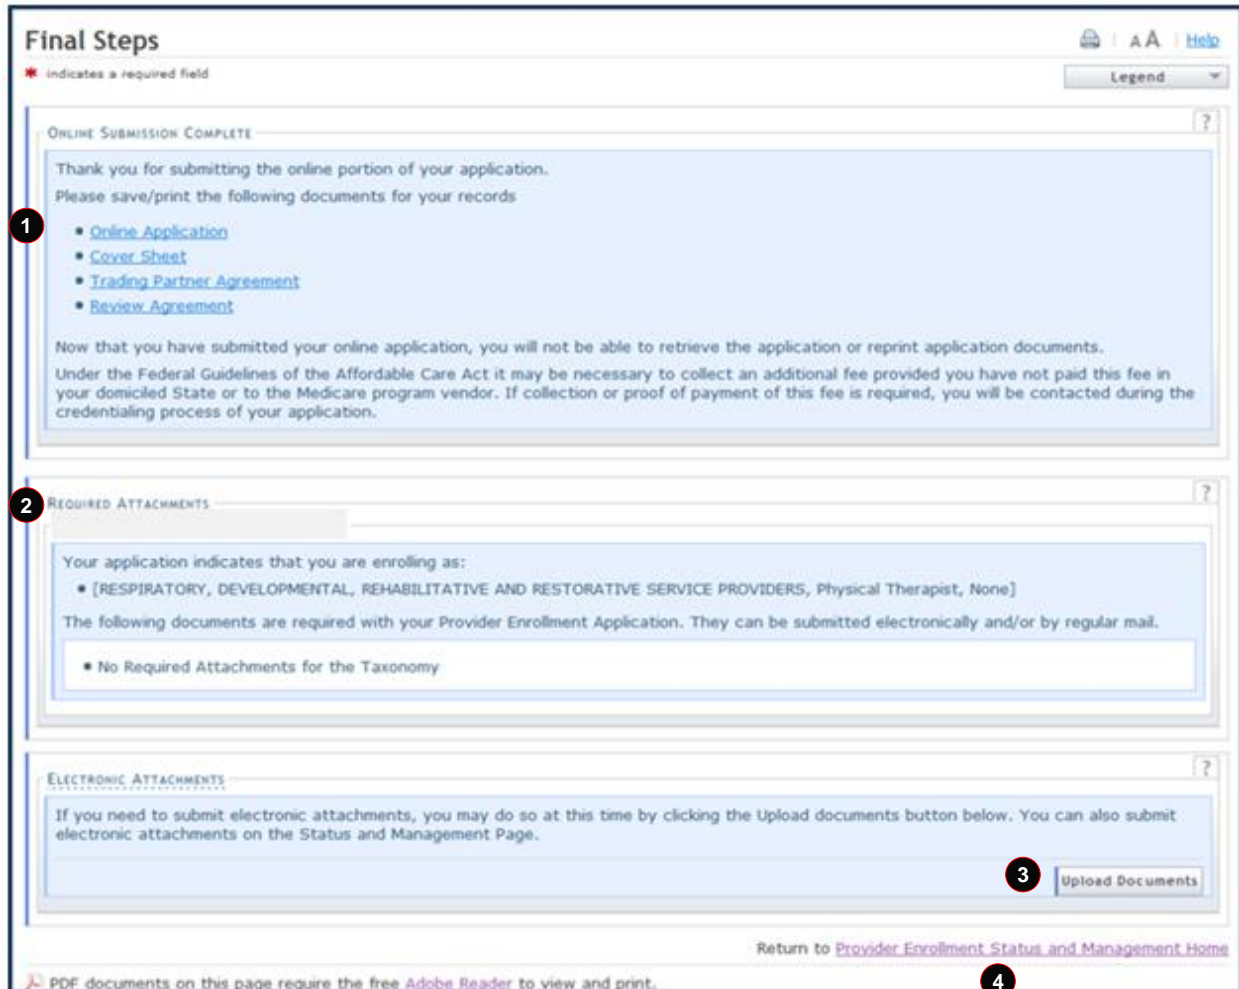 Final Steps
A A Help
* indicates a required field
Legend
?
ONLINE SUBMISSION COMPLETE
Thank you for submitting the online portion of your application.
Please save/print the following documents for your records
1
• Online Application
• Cover Sheet
• Trading Partner Agreement
• Review Agreement
Now that you have submitted your online application, you will not be able to retrieve the application or reprint application documents.
Under the Federal Guidelines of the Affordable Care Act it may be necessary to collect an additional fee provided you have not paid this fee in
your domiciled State or to the Medicare program vendor. If collection or proof of payment of this fee is required, you will be contacted during the
credentialing process of your application.
?
2
REQUIRED ATTACHMENTS
Your application indicates that you are enrolling as:
• [RESPIRATORY, DEVELOPMENTAL, REHABILITATIVE AND RESTORATIVE SERVICE PROVIDERS, Physical Therapist, None]
The following documents are required with your Provider Enrollment Application. They can be submitted electronically and/or by regular mail.
• No Required Attachments for the Taxonomy
?
ELECTRONIC ATTACHMENTS
If you need to submit electronic attachments, you may do so at this time by clicking the Upload documents button below. You can also submit
electronic attachments on the Status and Management Page.
3
Upload Documents
Return to Provider Enrollment Status and Management Home
4
PDF documents on this page require the free Adobe Reader to view and print.